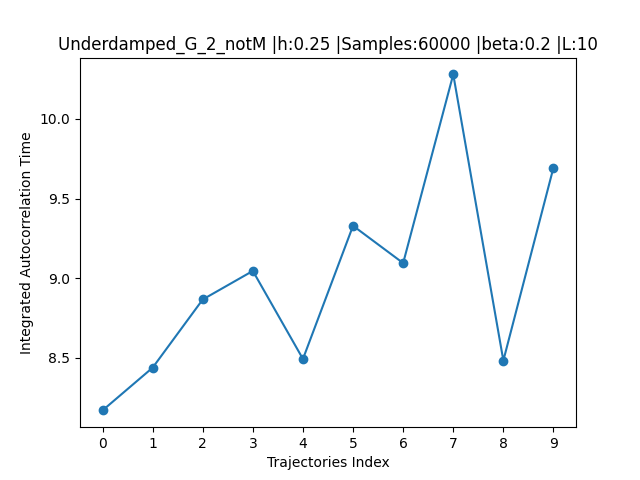 Underdamped_G_2_notM |h:0.25 |Samples:60000 |beta:0.2 |L:10
Integrated Autocorrelation Time
10.0
9.5
9.0
8.5
0 1 2 3 4 5 6 7 8 9
Trajectories Index